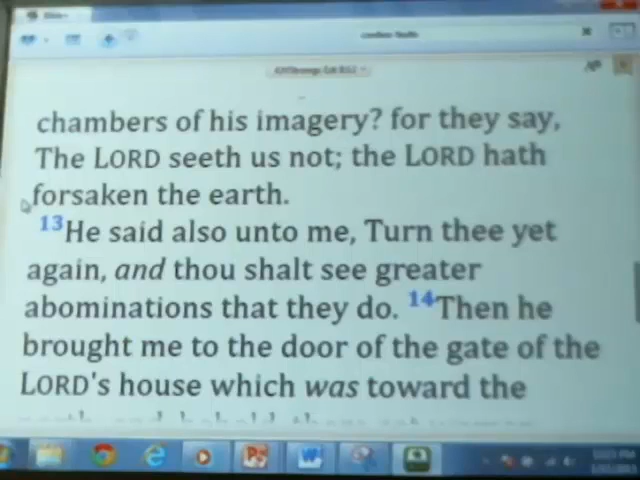 chambers of his imagery? for they say,
The LORD seeth us not; the LORD hath
forsaken the earth.
13He said also unto me, Turn thee yet
again, and thou shalt see greater
abominations that they do. 14Then he
brought me to the door of the gate of the
LORD's house which was toward the